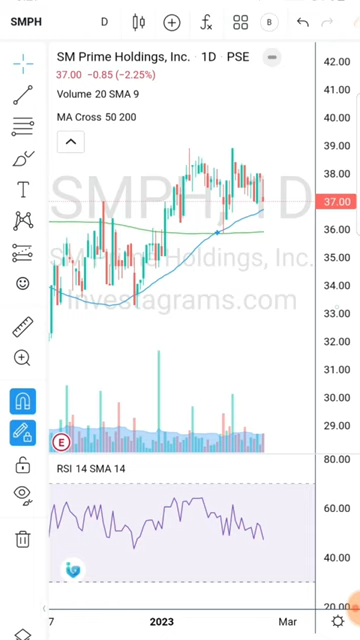 SMPH D B
SM Prime Holdings, Inc. · 1D · PSE
37.00 −0.85 (−2.25%)
Volume 20 SMA 9
MA Cross 50 200
SMPH, 1D
SM Prime Holdings, Inc.
Investagrams.com
42.00
41.00
40.00
39.00
38.00
37.00
36.00
35.00
34.00
33.00
32.00
31.00
30.00
29.00
E
RSI 14 SMA 14
80.00
60.00
40.00
20.00
7 2023 Mar